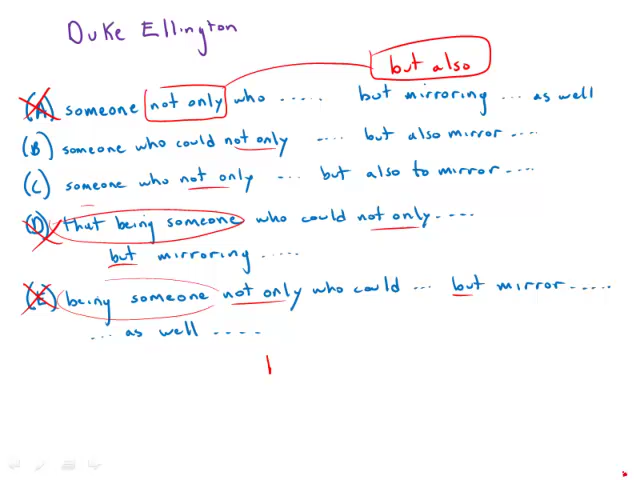 Duke Ellington
but also
(A) someone not only who ..... but mirroring ... as well
(B) someone who could not only .... but also mirror ....
(C) someone who not only ... but also to mirror ....
(D) that being someone who could not only ....
but mirroring .....
(E) being someone not only who could ... but mirror .....
... as well ....